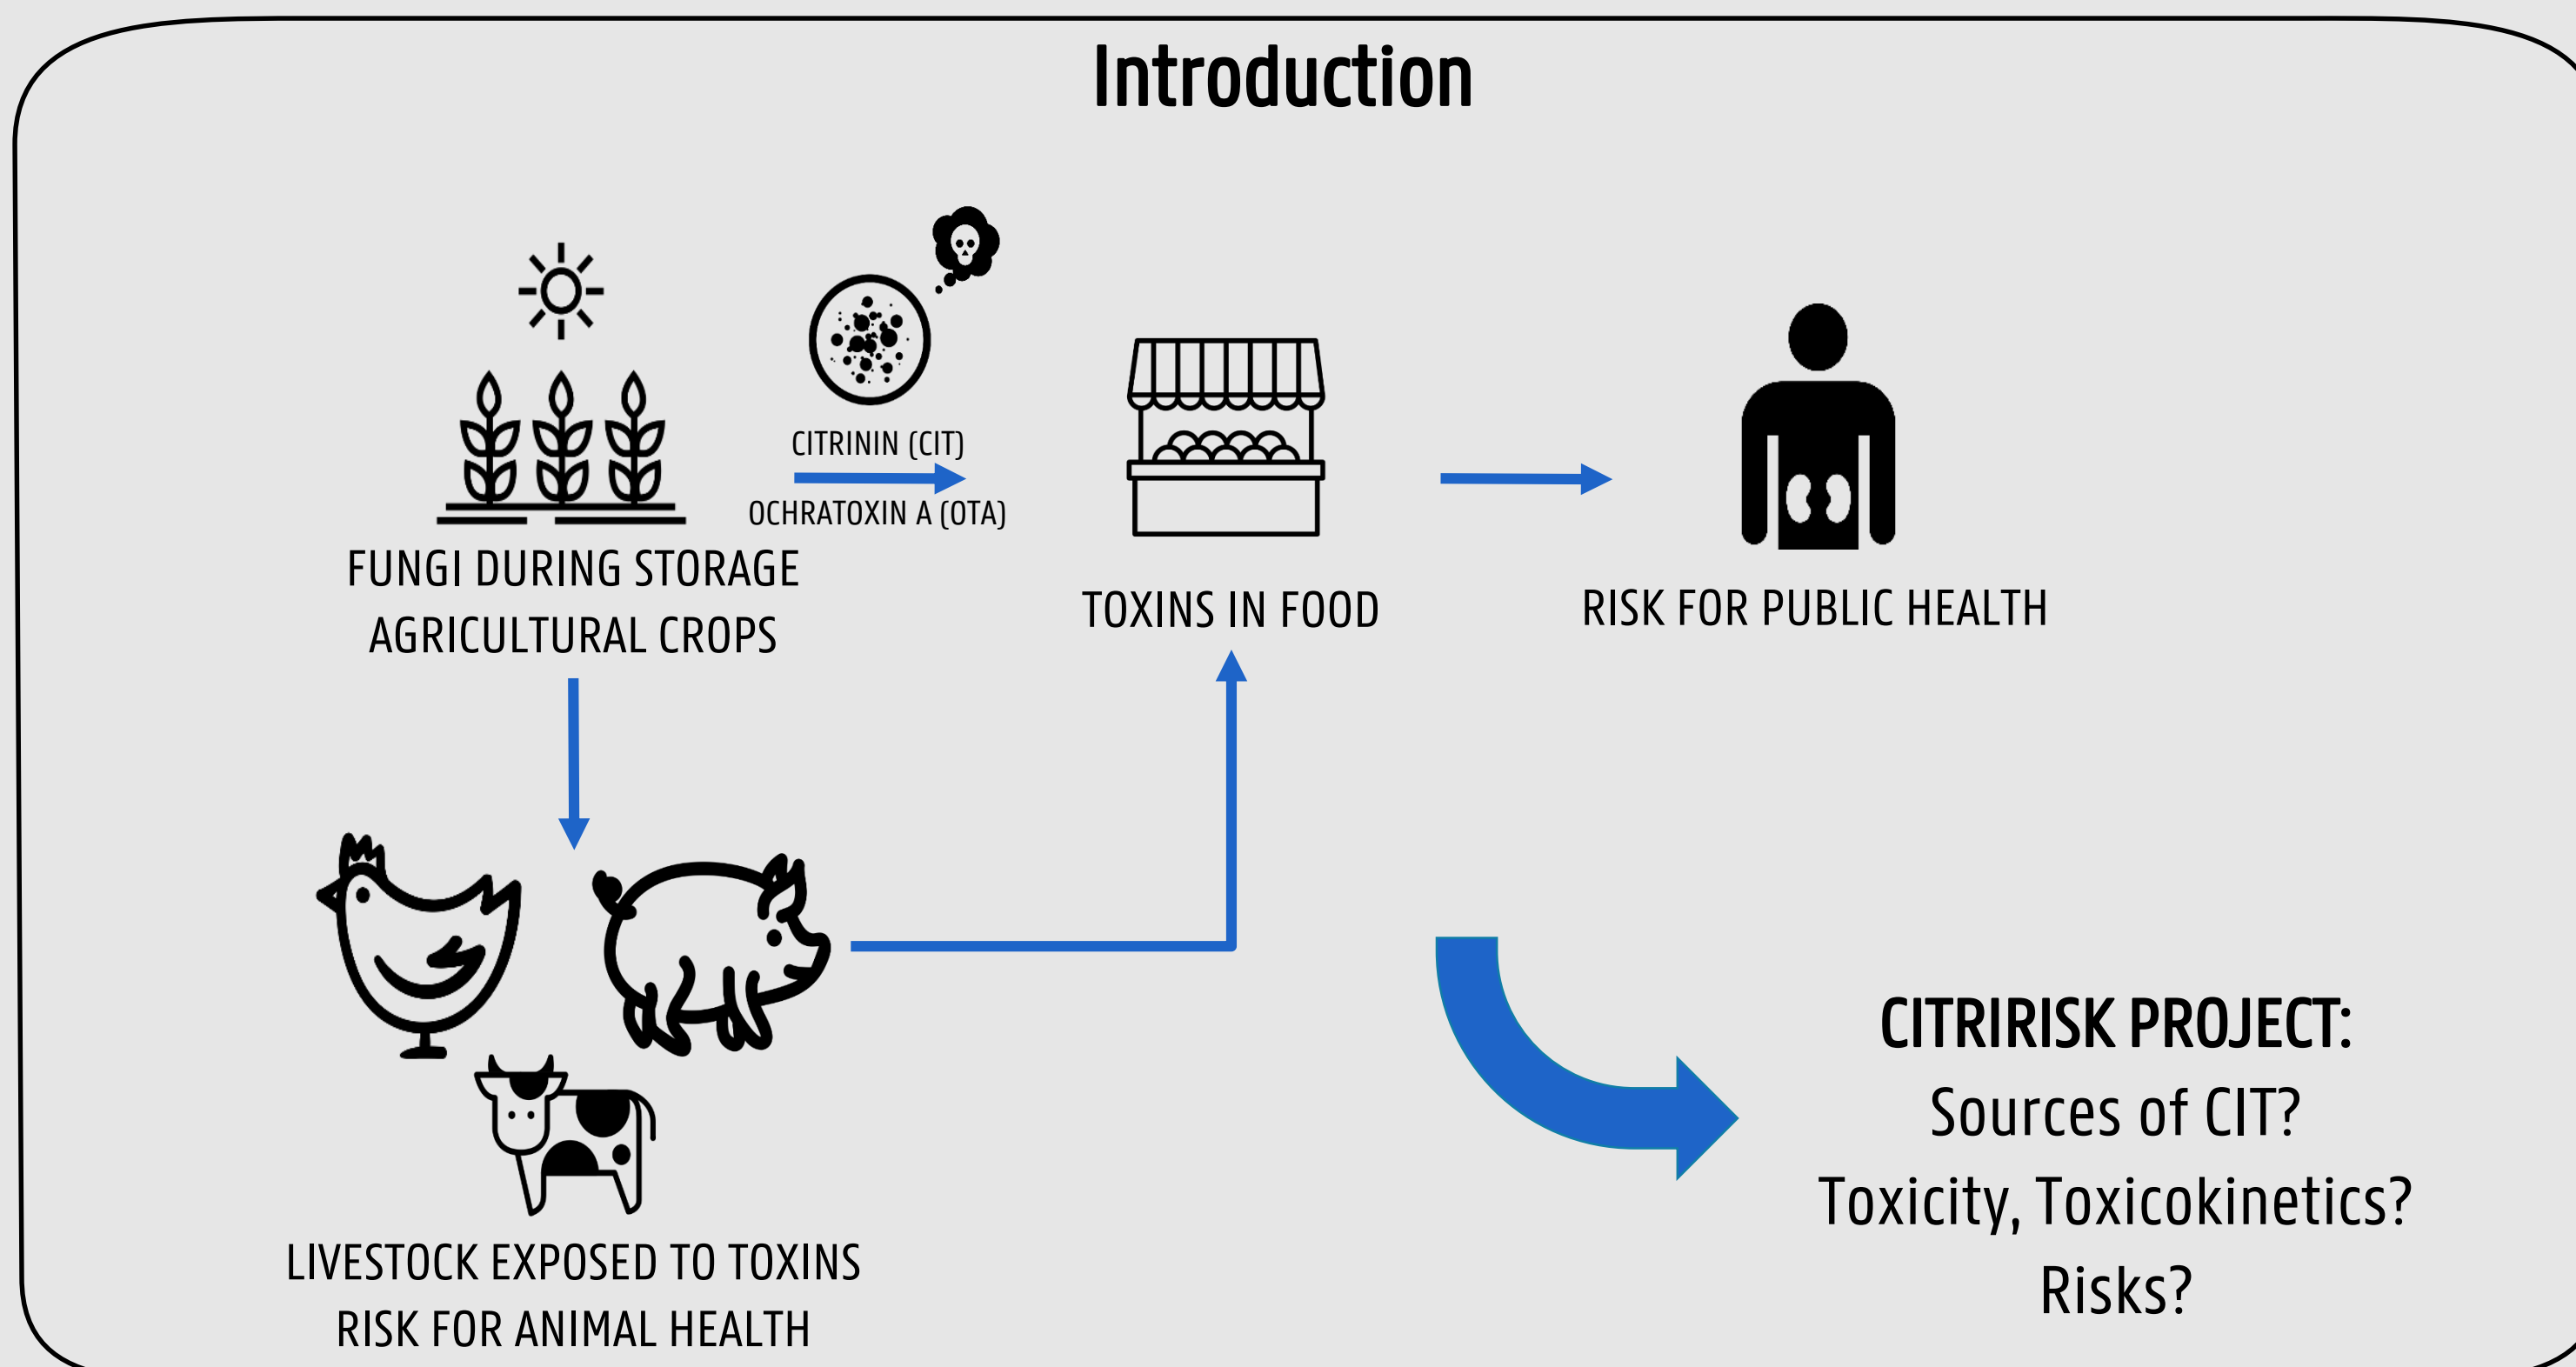 Introduction
CITRININ (CIT)
OCHRATOXIN A (OTA)
FUNGI DURING STORAGE
AGRICULTURAL CROPS
TOXINS IN FOOD
RISK FOR PUBLIC HEALTH
LIVESTOCK EXPOSED TO TOXINS
RISK FOR ANIMAL HEALTH
CITRIRISK PROJECT:
Sources of CIT?
Toxicity, Toxicokinetics?
Risks?